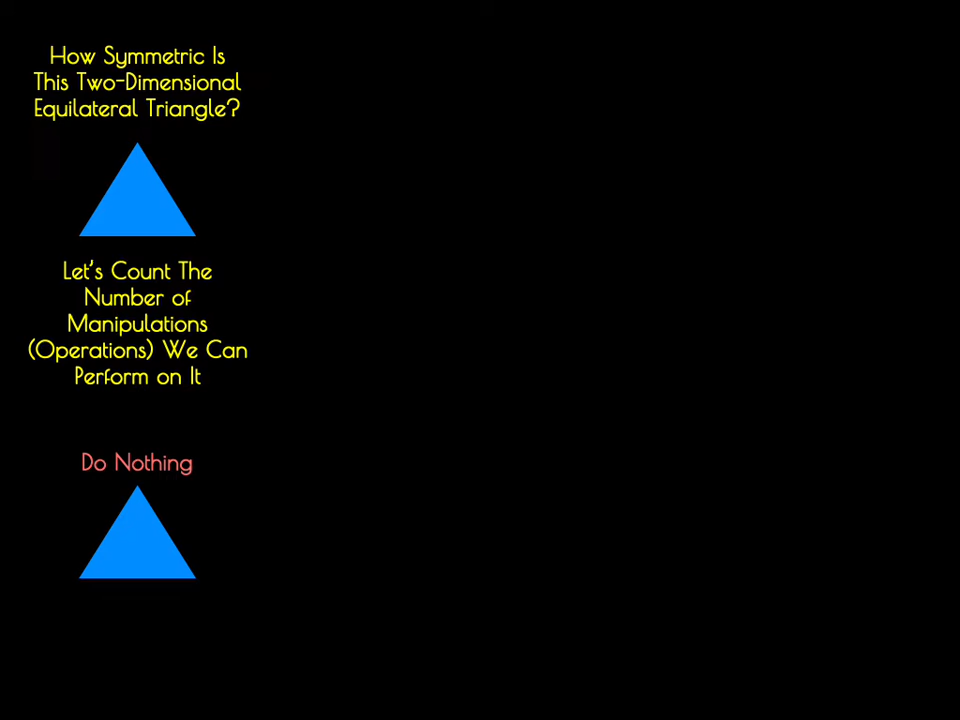 How Symmetric Is
This Two-Dimensional
Equilateral Triangle?
Let's Count The
Number of
Manipulations
(Operations) We Can
Perform on It
Do Nothing